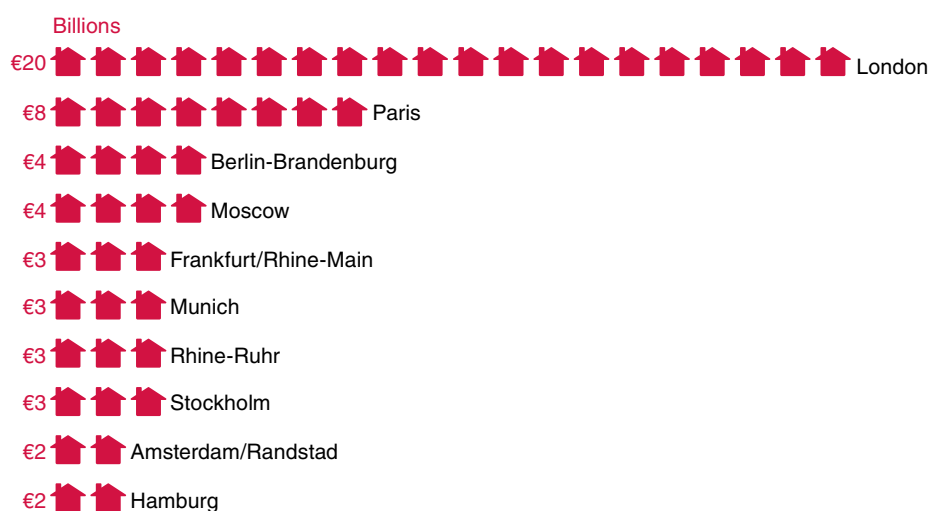 Billions
€20 London
€8 Paris
€4 Berlin-Brandenburg
€4 Moscow
€3 Frankfurt/Rhine-Main
€3 Munich
€3 Rhine-Ruhr
€3 Stockholm
€2 Amsterdam/Randstad
€2 Hamburg